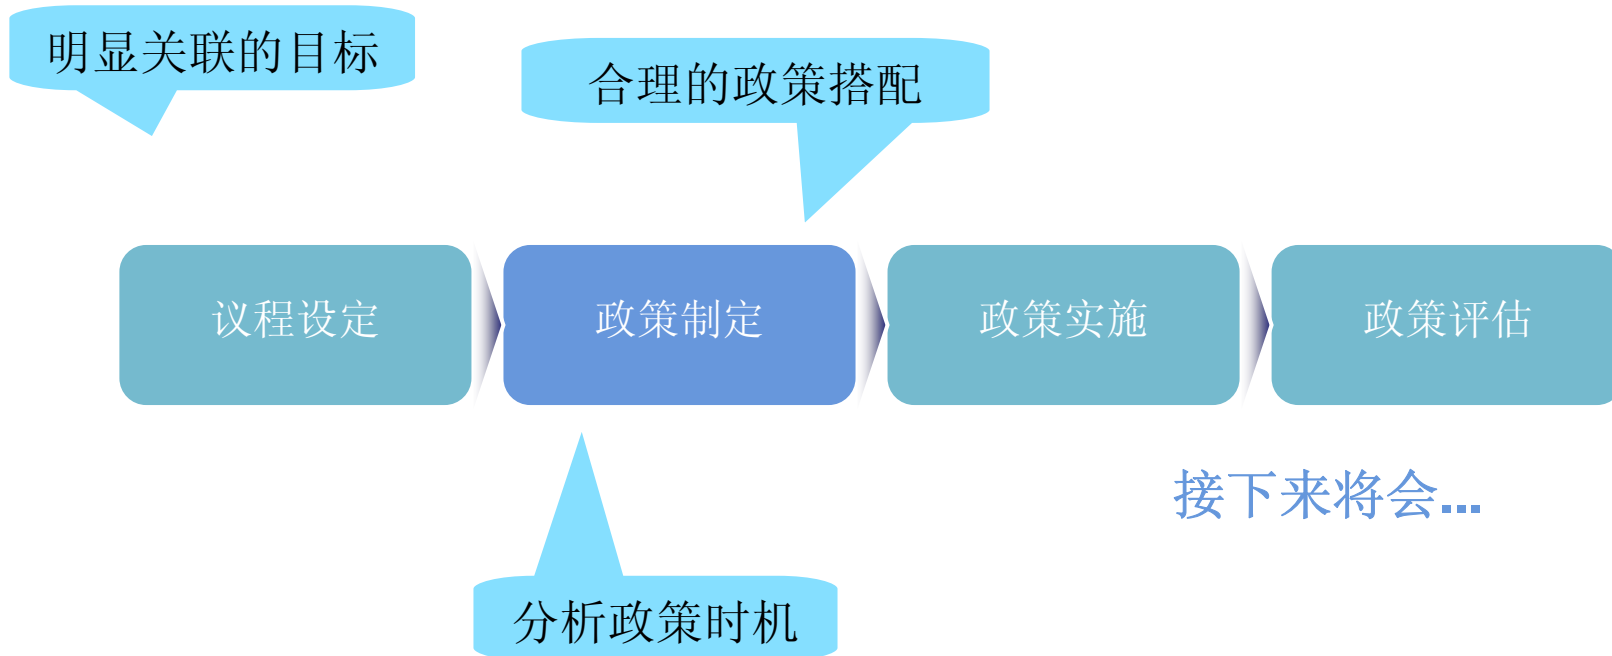 明显关联的目标
合理的政策搭配
议程设定
政策制定
政策实施
政策评估
接下来将会...
分析政策时机